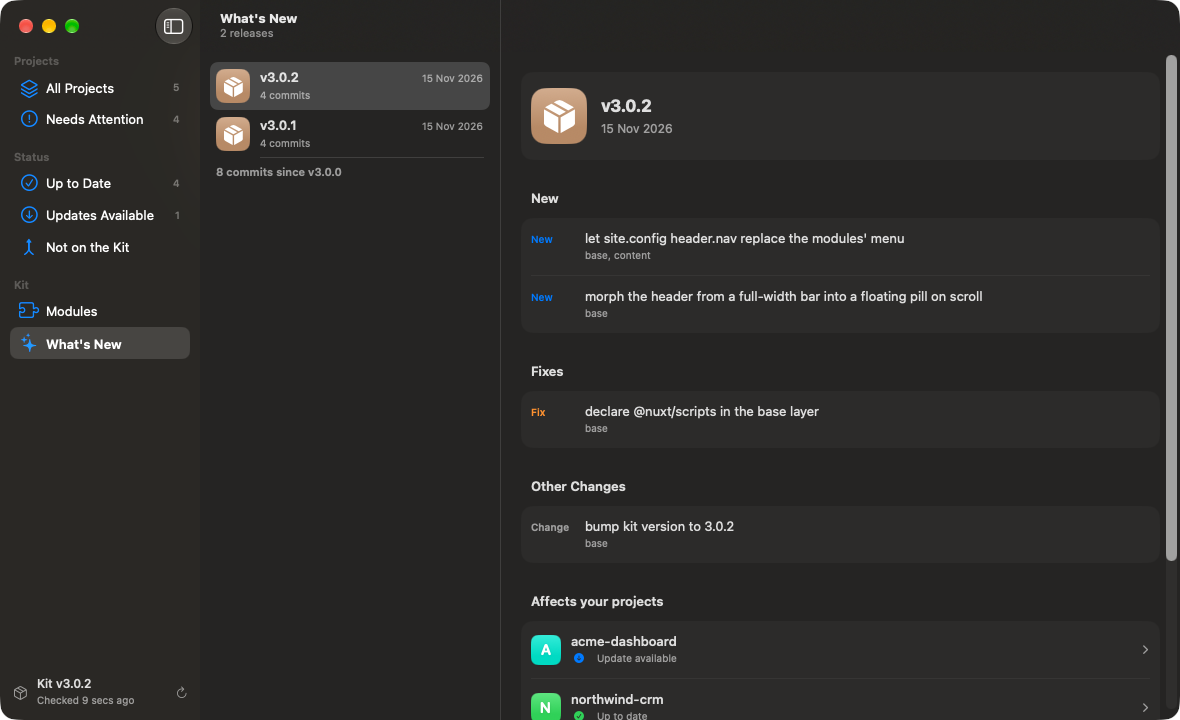 Projects
All Projects 5
Needs Attention 4
Status
Up to Date 4
Updates Available 1
Not on the Kit
Kit
Modules
What's New
Kit v3.0.2
Checked 9 secs ago
What's New
2 releases
v3.0.2 15 Nov 2026
4 commits
v3.0.1 15 Nov 2026
4 commits
8 commits since v3.0.0
v3.0.2
15 Nov 2026
New
New let site.config header.nav replace the modules' menu
base, content
New morph the header from a full-width bar into a floating pill on scroll
base
Fixes
Fix declare @nuxt/scripts in the base layer
base
Other Changes
Change bump kit version to 3.0.2
base
Affects your projects
A acme-dashboard
Update available
N northwind-crm
Up to date